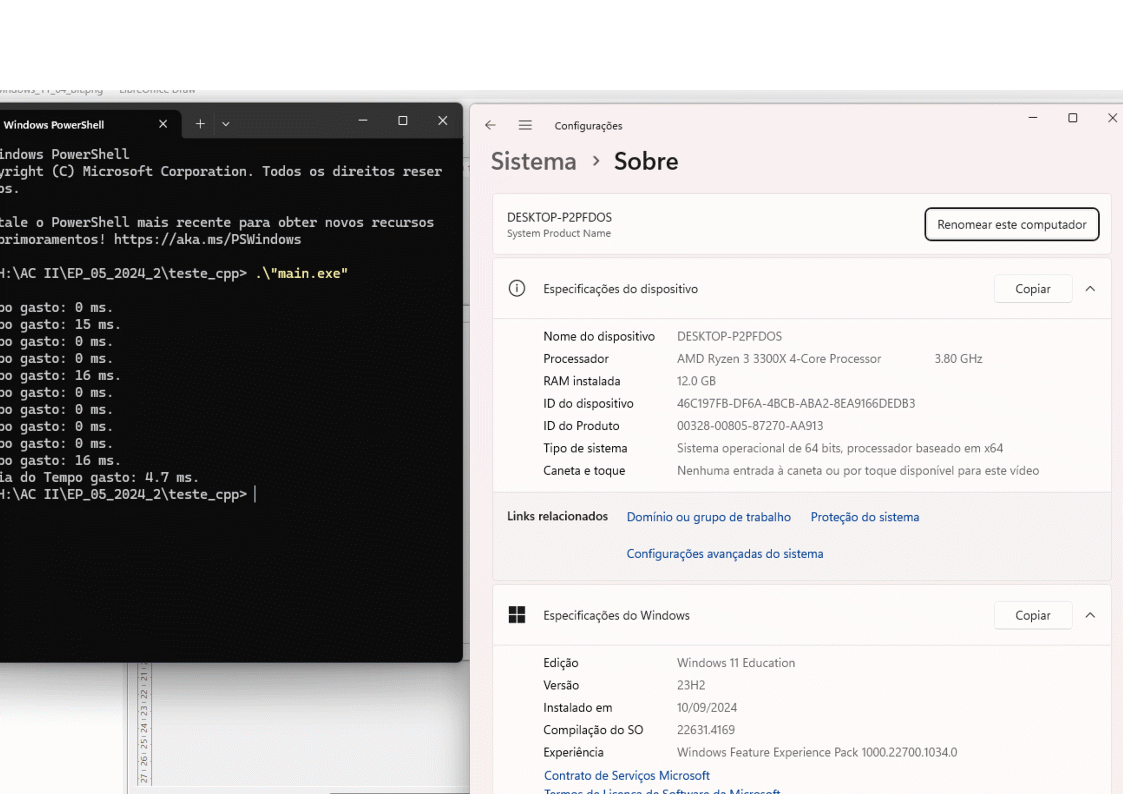 Windows PowerShell
indows PowerShell
yright (C) Microsoft Corporation. Todos os direitos reser
os.
tale o PowerShell mais recente para obter novos recursos
primoramentos! https://aka.ms/PSWindows
H:\AC II\EP_05_2024_2\teste_cpp> .\"main.exe"
po gasto: 0 ms.
po gasto: 15 ms.
po gasto: 0 ms.
po gasto: 0 ms.
po gasto: 16 ms.
po gasto: 0 ms.
po gasto: 0 ms.
po gasto: 0 ms.
po gasto: 0 ms.
po gasto: 16 ms.
ia do Tempo gasto: 4.7 ms.
H:\AC II\EP_05_2024_2\teste_cpp>
27 26 25 24 23 22 21
Configurações
Sistema > Sobre
DESKTOP-P2PFDOS
System Product Name
Renomear este computador
Especificações do dispositivo
Copiar
Nome do dispositivo DESKTOP-P2PFDOS
Processador AMD Ryzen 3 3300X 4-Core Processor 3.80 GHz
RAM instalada 12.0 GB
ID do dispositivo 46C197FB-DF6A-4BCB-ABA2-8EA9166DEDB3
ID do Produto 00328-00805-87270-AA913
Tipo de sistema Sistema operacional de 64 bits, processador baseado em x64
Caneta e toque Nenhuma entrada à caneta ou por toque disponível para este vídeo
Links relacionados Domínio ou grupo de trabalho Proteção do sistema
Configurações avançadas do sistema
Especificações do Windows
Copiar
Edição Windows 11 Education
Versão 23H2
Instalado em 10/09/2024
Compilação do SO 22631.4169
Experiência Windows Feature Experience Pack 1000.22700.1034.0
Contrato de Serviços Microsoft
Termos de Licença de Software da Microsoft